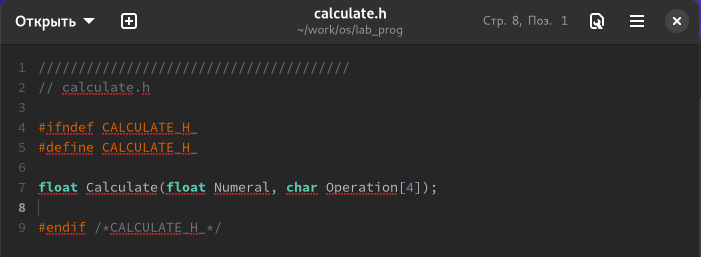 Открыть
calculate.h
~/work/os/lab_prog
Стр. 8, Поз. 1
1 ///////////////////////////////////////
2 // calculate.h
3
4 #ifndef CALCULATE_H_
5 #define CALCULATE_H_
6
7 float Calculate(float Numeral, char Operation[4]);
8
9 #endif /*CALCULATE_H_*/